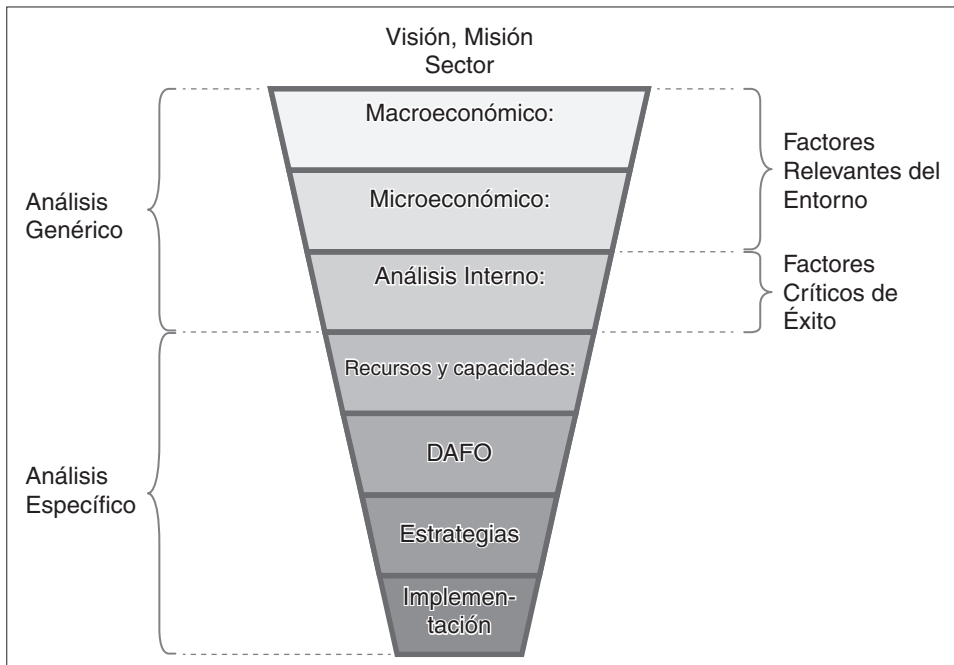 Visión, Misión
Sector
Macroeconómico:
Microeconómico:
Análisis Interno:
Recursos y capacidades:
DAFO
Estrategias
Implemen-
tación
Análisis
Genérico
Análisis
Específico
Factores
Relevantes del
Entorno
Factores
Críticos de
Éxito